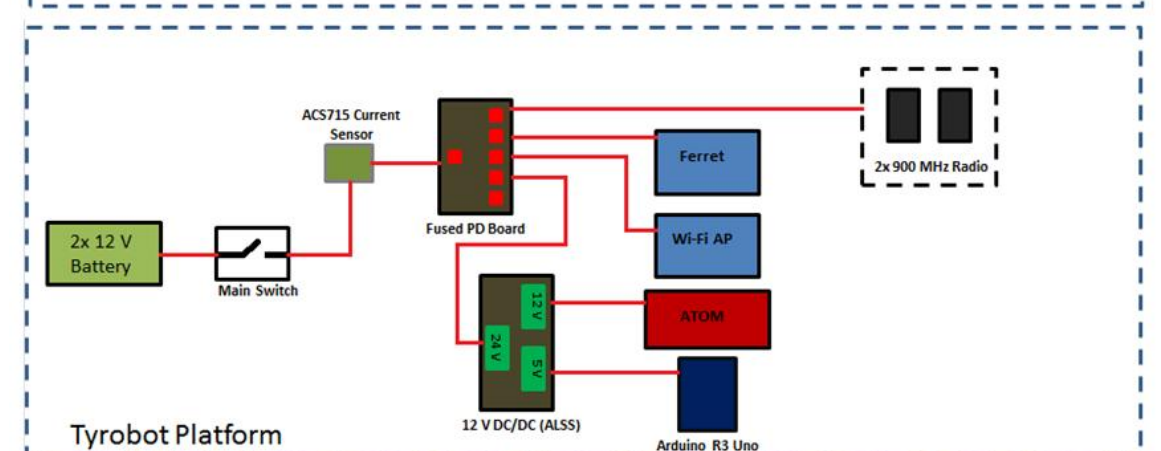 ACS715 Current
Sensor
2x 900 MHz Radio
Ferret
Fused PD Board
Wi-Fi AP
2x 12 V
Battery
Main Switch
12 V
ATOM
24 V
5V
12 V DC/DC (ALSS)
Tyrobot Platform
Arduino R3 Uno